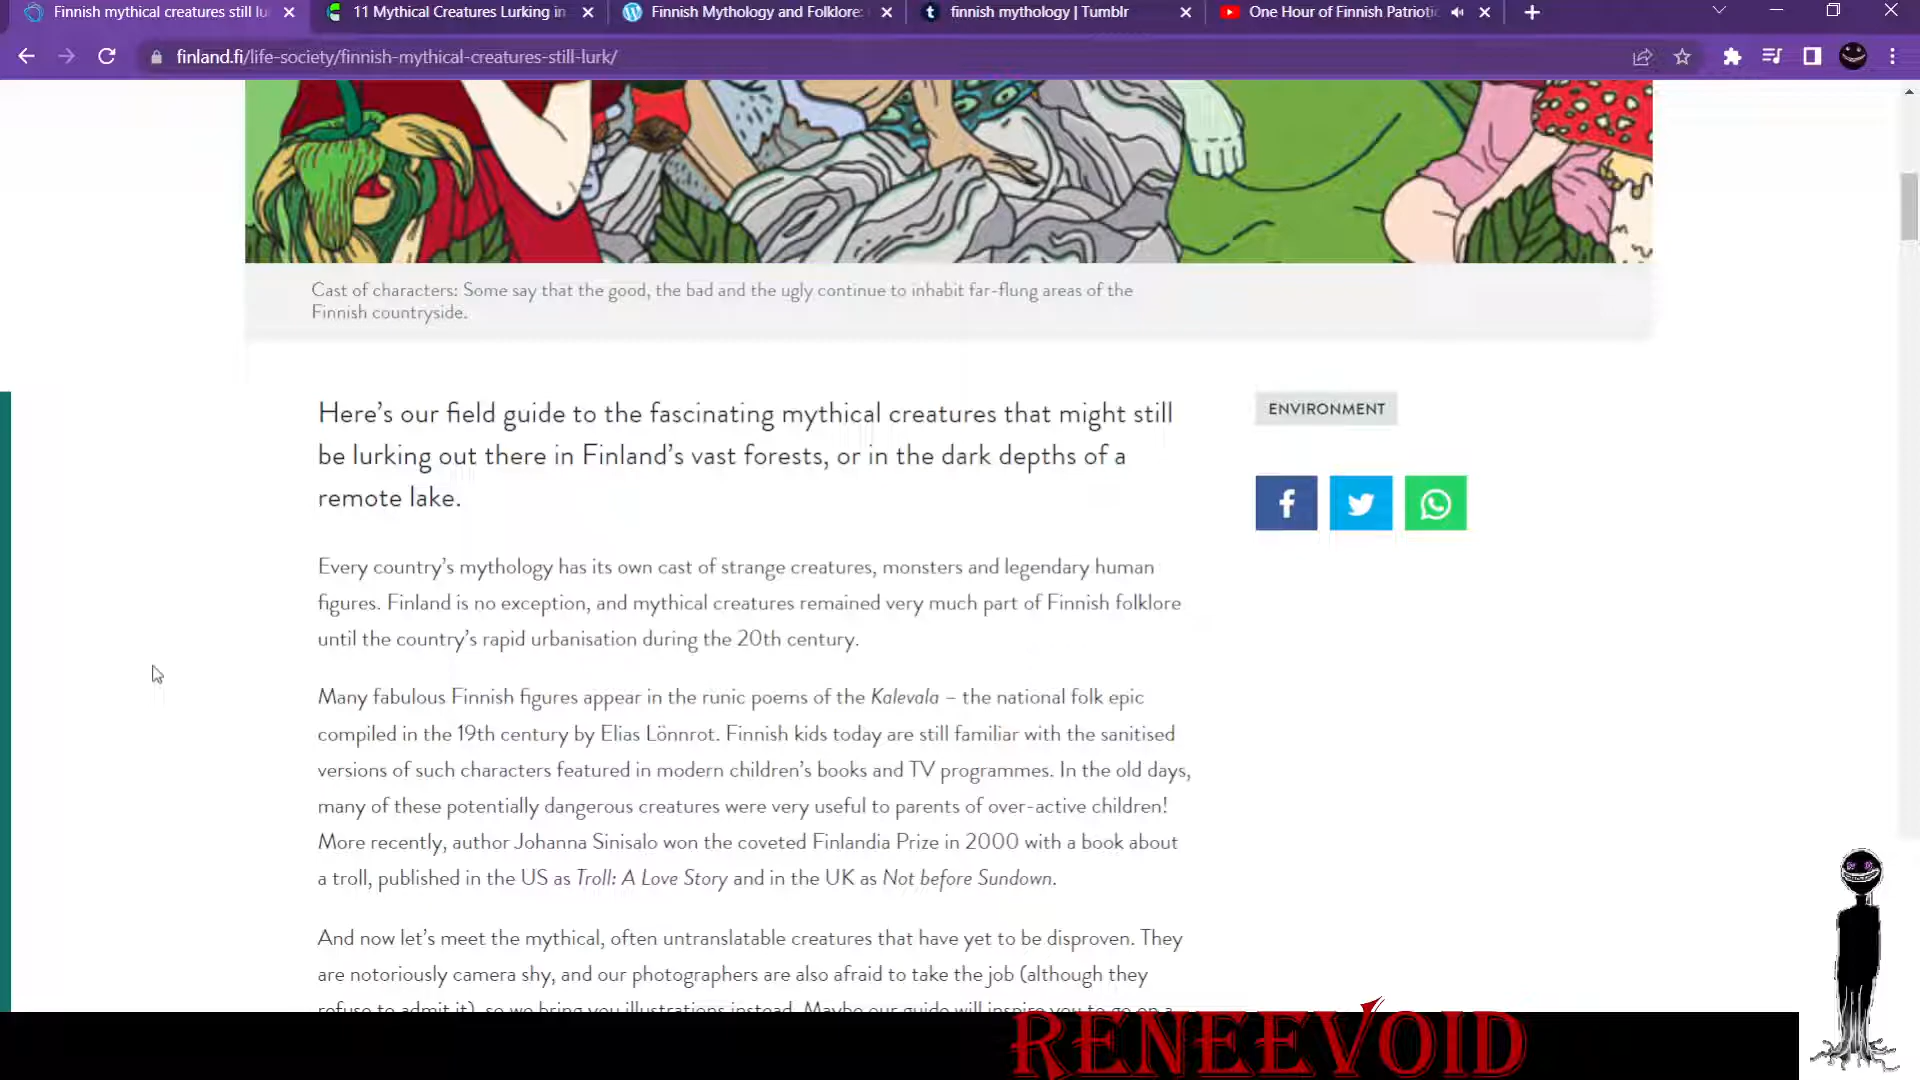 Finnish mythical creatures still lu
11 Mythical Creatures Lurking in
Finnish Mythology and Folklore:
finnish mythology | Tumblr
One Hour of Finnish Patriotic
finland.fi/life-society/finnish-mythical-creatures-still-lurk/
Cast of characters: Some say that the good, the bad and the ugly continue to inhabit far-flung areas of the
Finnish countryside.
Here's our field guide to the fascinating mythical creatures that might still
be lurking out there in Finland's vast forests, or in the dark depths of a
remote lake.
ENVIRONMENT
Every country's mythology has its own cast of strange creatures, monsters and legendary human
figures. Finland is no exception, and mythical creatures remained very much part of Finnish folklore
until the country's rapid urbanisation during the 20th century.
Many fabulous Finnish figures appear in the runic poems of the Kalevala – the national folk epic
compiled in the 19th century by Elias Lönnrot. Finnish kids today are still familiar with the sanitised
versions of such characters featured in modern children's books and TV programmes. In the old days,
many of these potentially dangerous creatures were very useful to parents of over-active children!
More recently, author Johanna Sinisalo won the coveted Finlandia Prize in 2000 with a book about
a troll, published in the US as Troll: A Love Story and in the UK as Not before Sundown.
And now let's meet the mythical, often untranslatable creatures that have yet to be disproven. They
are notoriously camera shy, and our photographers are also afraid to take the job (although they
refuse to admit it), so we bring you illustrations instead. Maybe our guide will inspire you to go on a
RENEEVOID